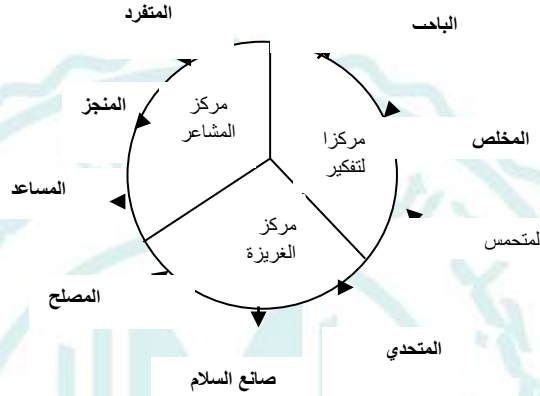 المتفرد
الباحث
مركز
المشاعر
المنجز
مركزا
لتفكير
المخلص
المساعد
لمتحمس
مركز
الغريزة
المصلح
المتحدي
صانع السلام